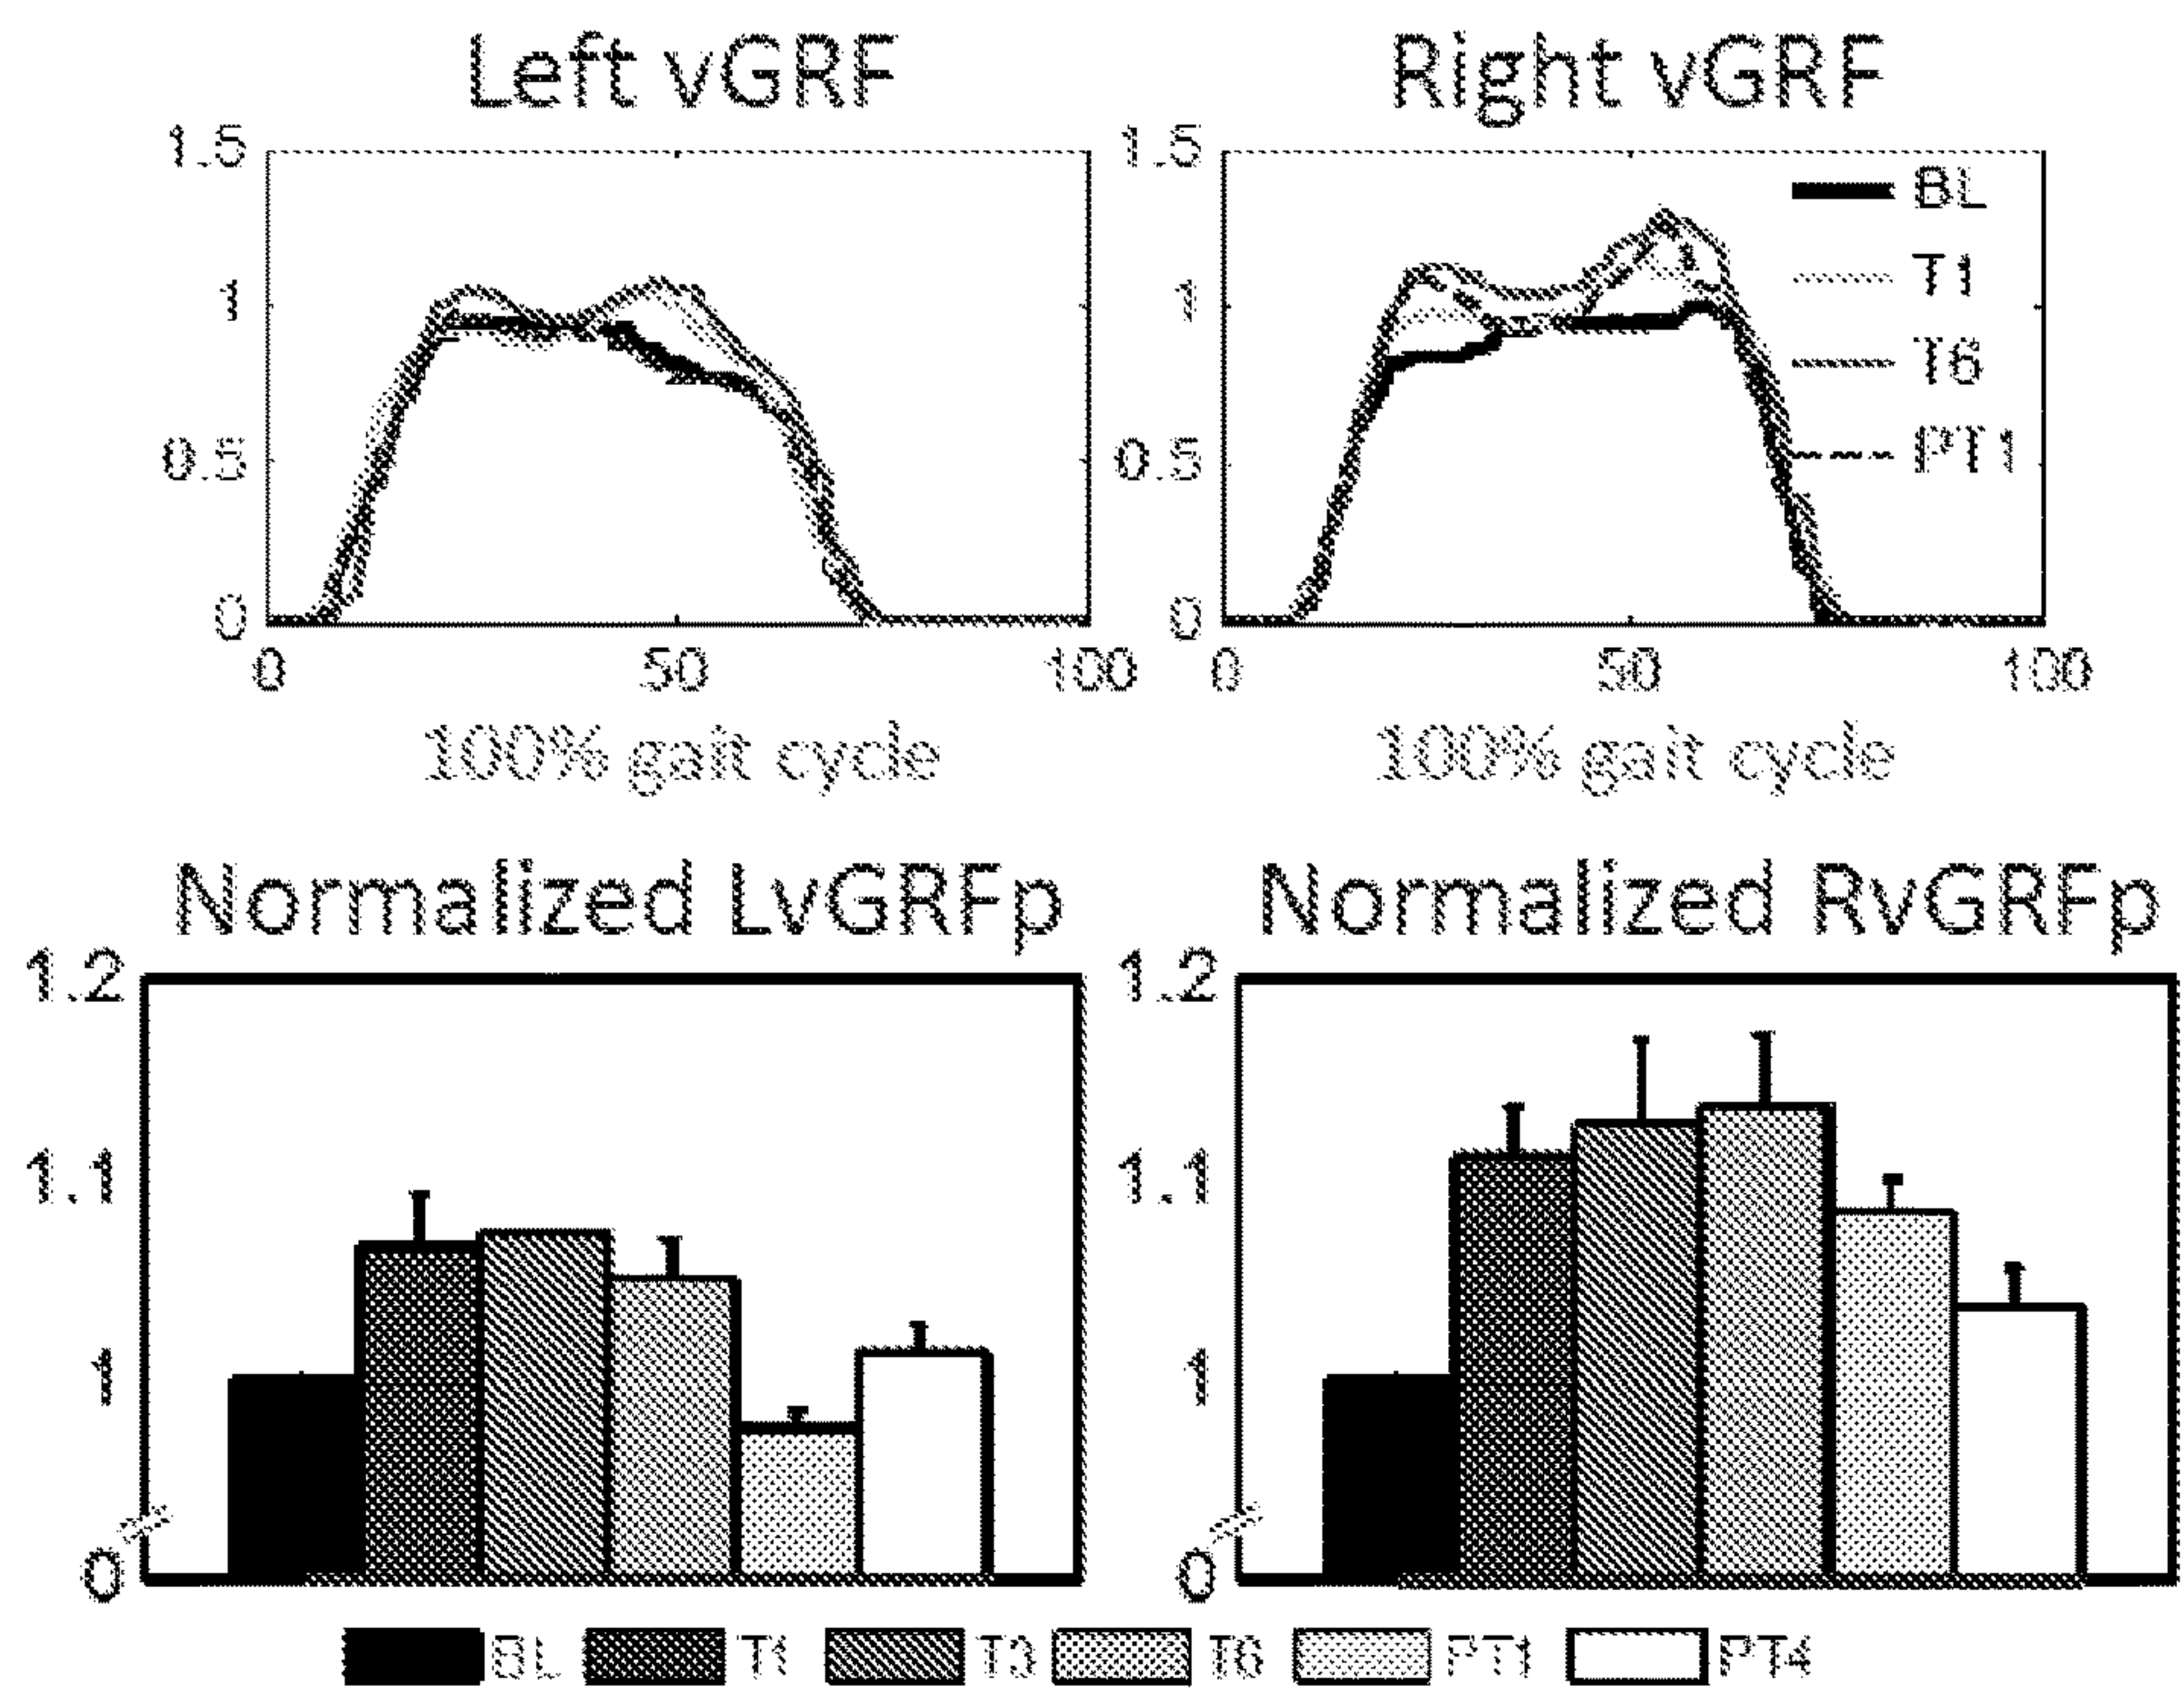 Left vGRF
Right vGRF
1.5
1
0.5
0
0 50 100
100% gait cycle
1.5
1
0.5
0
BL
T1
T6
PT1
0 50 100
100% gait cycle
Normalized LvGRFp
1.2
1.1
1
0
Normalized RvGRFp
1.2
1.1
1
0
BL T1 T3 T6 PT1 PT4